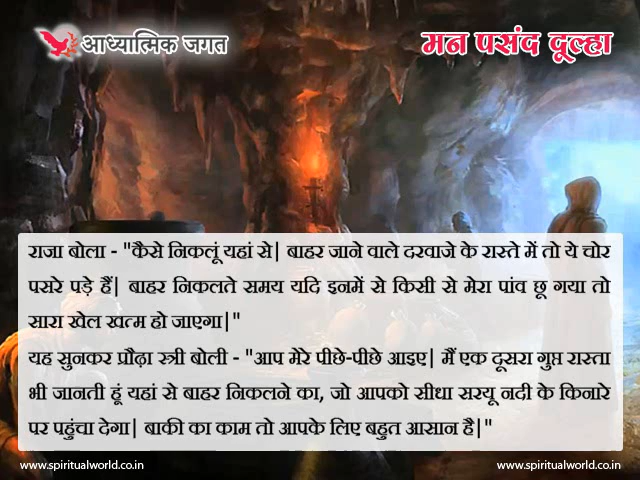 आध्यात्मिक जगत
मन पसंद दूल्हा
राजा बोला - "कैसे निकलूं यहां से| बाहर जाने वाले दरवाजे के रास्ते में तो ये चोर
पसरे पड़े हैं| बाहर निकलते समय यदि इनमें से किसी से मेरा पांव छू गया तो
सारा खेल खत्म हो जाएगा|"
यह सुनकर प्रौढ़ा स्त्री बोली - "आप मेरे पीछे-पीछे आइए| मैं एक दूसरा गुप्त रास्ता
भी जानती हूं यहां से बाहर निकलने का, जो आपको सीधा सरयू नदी के किनारे
पर पहुंचा देगा| बाकी का काम तो आपके लिए बहुत आसान है|"
www.spiritualworld.co.in
www.spiritualworld.co.in